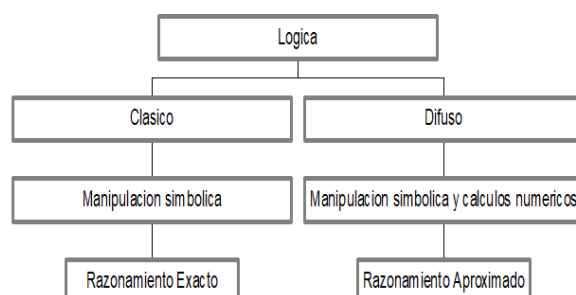 Logica
Clasico
Difuso
Manipulacion simbolica
Manipulacion simbolica y calculos numericos
Razonamiento Exacto
Razonamiento Aproximado